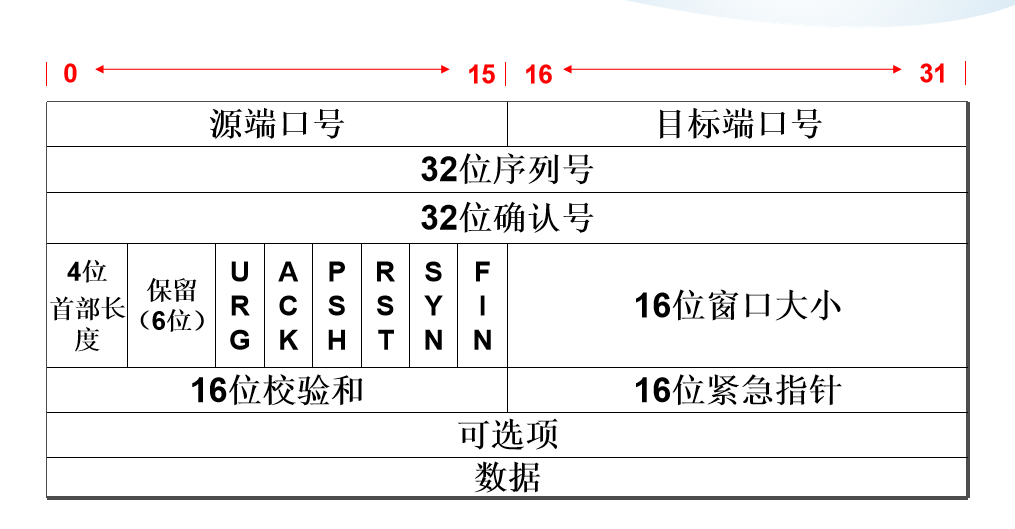 0 15 16 31
源端口号 目标端口号
32位序列号
32位确认号
4位
首部长
度
保留
（6位）
URG
ACK
PSH
RST
SYN
FIN
16位窗口大小
16位校验和 16位紧急指针
可选项
数据